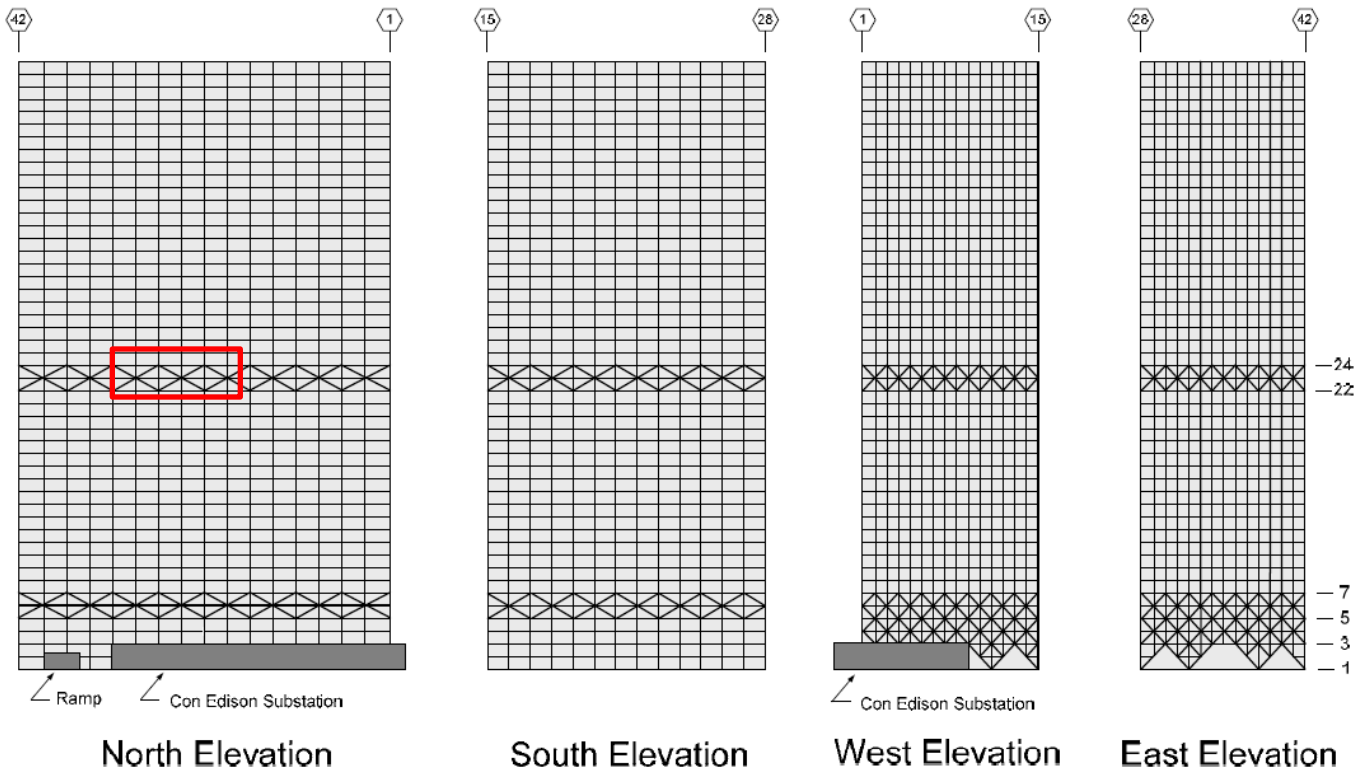 42 1 15 28 1 15 28 42
24
22
7
5
3
1
Ramp
Con Edison Substation
Con Edison Substation
North Elevation
South Elevation
West Elevation
East Elevation